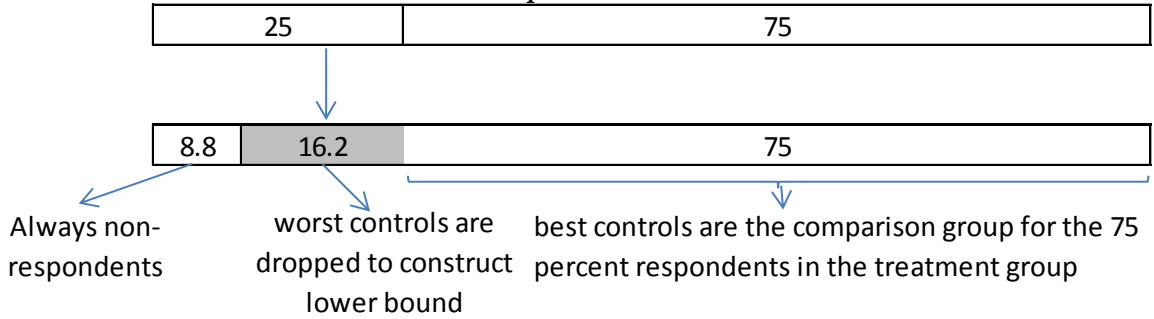 25 75
8.8 16.2 75
Always non-
respondents
worst controls are
dropped to construct
lower bound
best controls are the comparison group for the 75
percent respondents in the treatment group